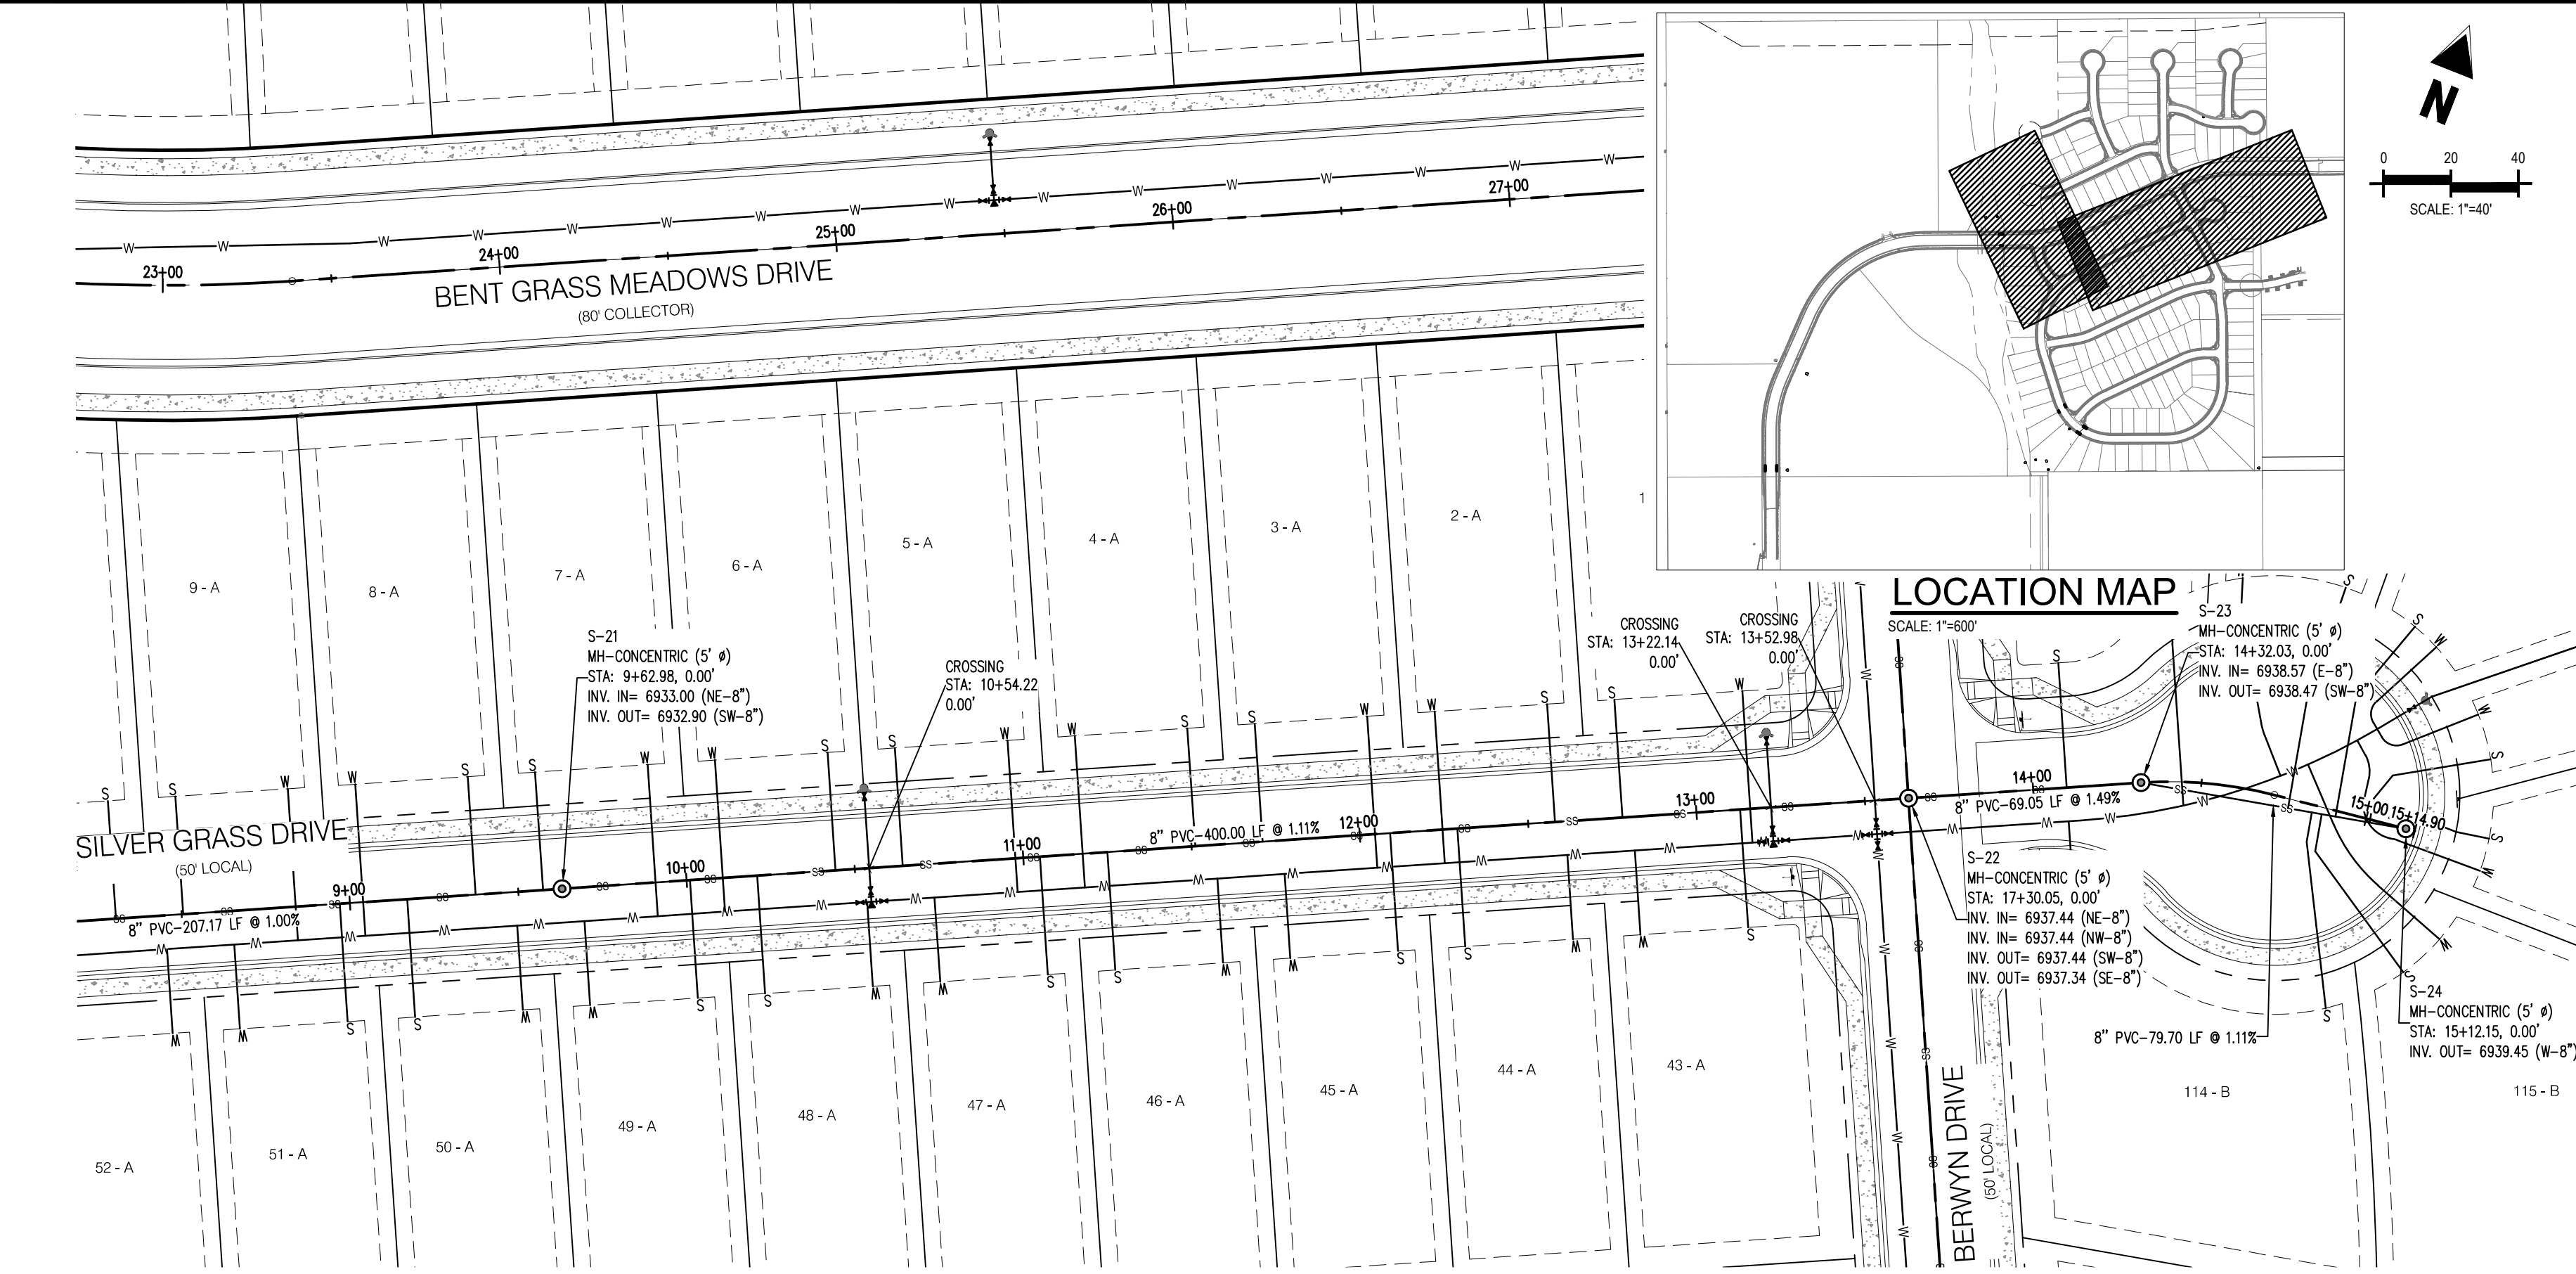 N
0 20 40
SCALE: 1"=40'
LOCATION MAP
SCALE: 1"=600'
23+00
24+00
25+00
26+00
27+00
BENT GRASS MEADOWS DRIVE
(80' COLLECTOR)
9 - A
8 - A
7 - A
6 - A
5 - A
4 - A
3 - A
2 - A
1
S-21
MH-CONCENTRIC (5' ø)
STA: 9+62.98, 0.00'
INV. IN= 6933.00 (NE-8")
INV. OUT= 6932.90 (SW-8")
CROSSING
STA: 10+54.22
0.00'
CROSSING
STA: 13+22.14
0.00'
CROSSING
STA: 13+52.98
0.00'
S-23
MH-CONCENTRIC (5' ø)
STA: 14+32.03, 0.00'
INV. IN= 6938.57 (E-8")
INV. OUT= 6938.47 (SW-8")
SILVER GRASS DRIVE
(50' LOCAL)
9+00
10+00
11+00
12+00
13+00
14+00
15+00
15+14.90
8" PVC-207.17 LF @ 1.00%
8" PVC-400.00 LF @ 1.11%
8" PVC-69.05 LF @ 1.49%
S-22
MH-CONCENTRIC (5' ø)
STA: 17+30.05, 0.00'
INV. IN= 6937.44 (NE-8")
INV. IN= 6937.44 (NW-8")
INV. OUT= 6937.44 (SW-8")
INV. OUT= 6937.34 (SE-8")
S-24
MH-CONCENTRIC (5' ø)
STA: 15+12.15, 0.00'
INV. OUT= 6939.45 (W-8")
8" PVC-79.70 LF @ 1.11%
52 - A
51 - A
50 - A
49 - A
48 - A
47 - A
46 - A
45 - A
44 - A
43 - A
BERWYN DRIVE
(50' LOCAL)
114 - B
115 - B